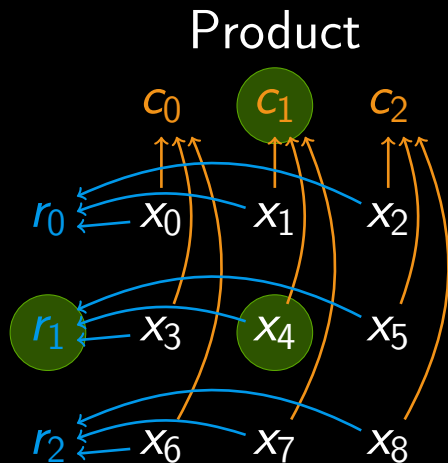 Product
c₀ c₁ c₂
r₀ x₀ x₁ x₂
r₁ x₃ x₄ x₅
r₂ x₆ x₇ x₈